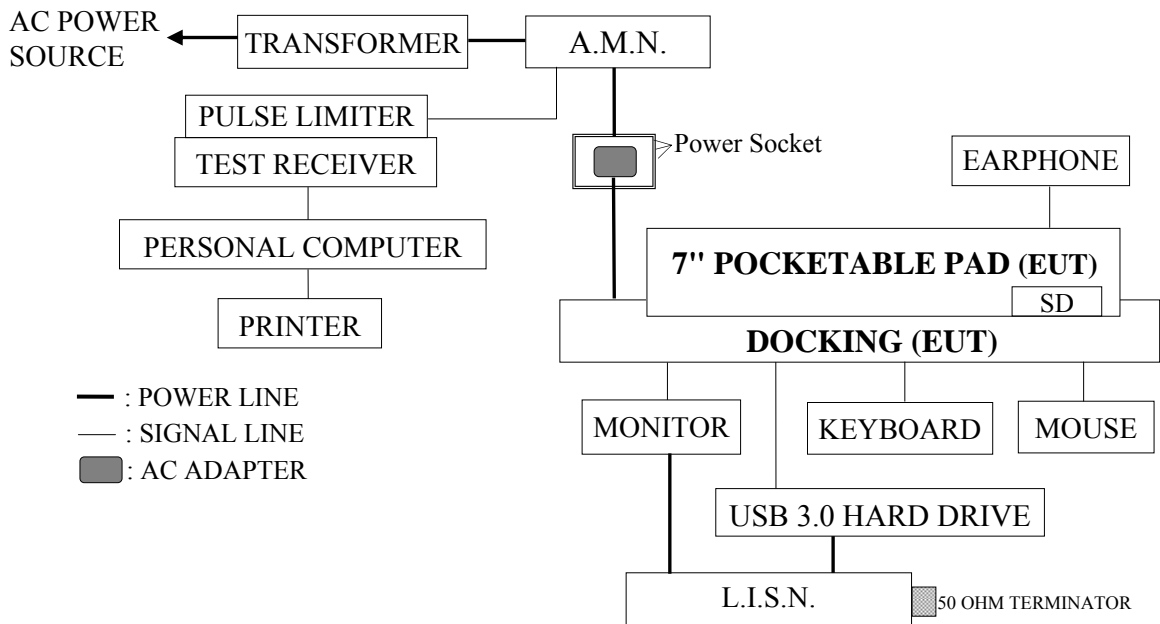 AC POWER
SOURCE
TRANSFORMER
A.M.N.
PULSE LIMITER
TEST RECEIVER
Power Socket
EARPHONE
PERSONAL COMPUTER
7" POCKETABLE PAD (EUT)
SD
PRINTER
DOCKING (EUT)
: POWER LINE
: SIGNAL LINE
: AC ADAPTER
MONITOR
KEYBOARD
MOUSE
USB 3.0 HARD DRIVE
L.I.S.N.
50 OHM TERMINATOR